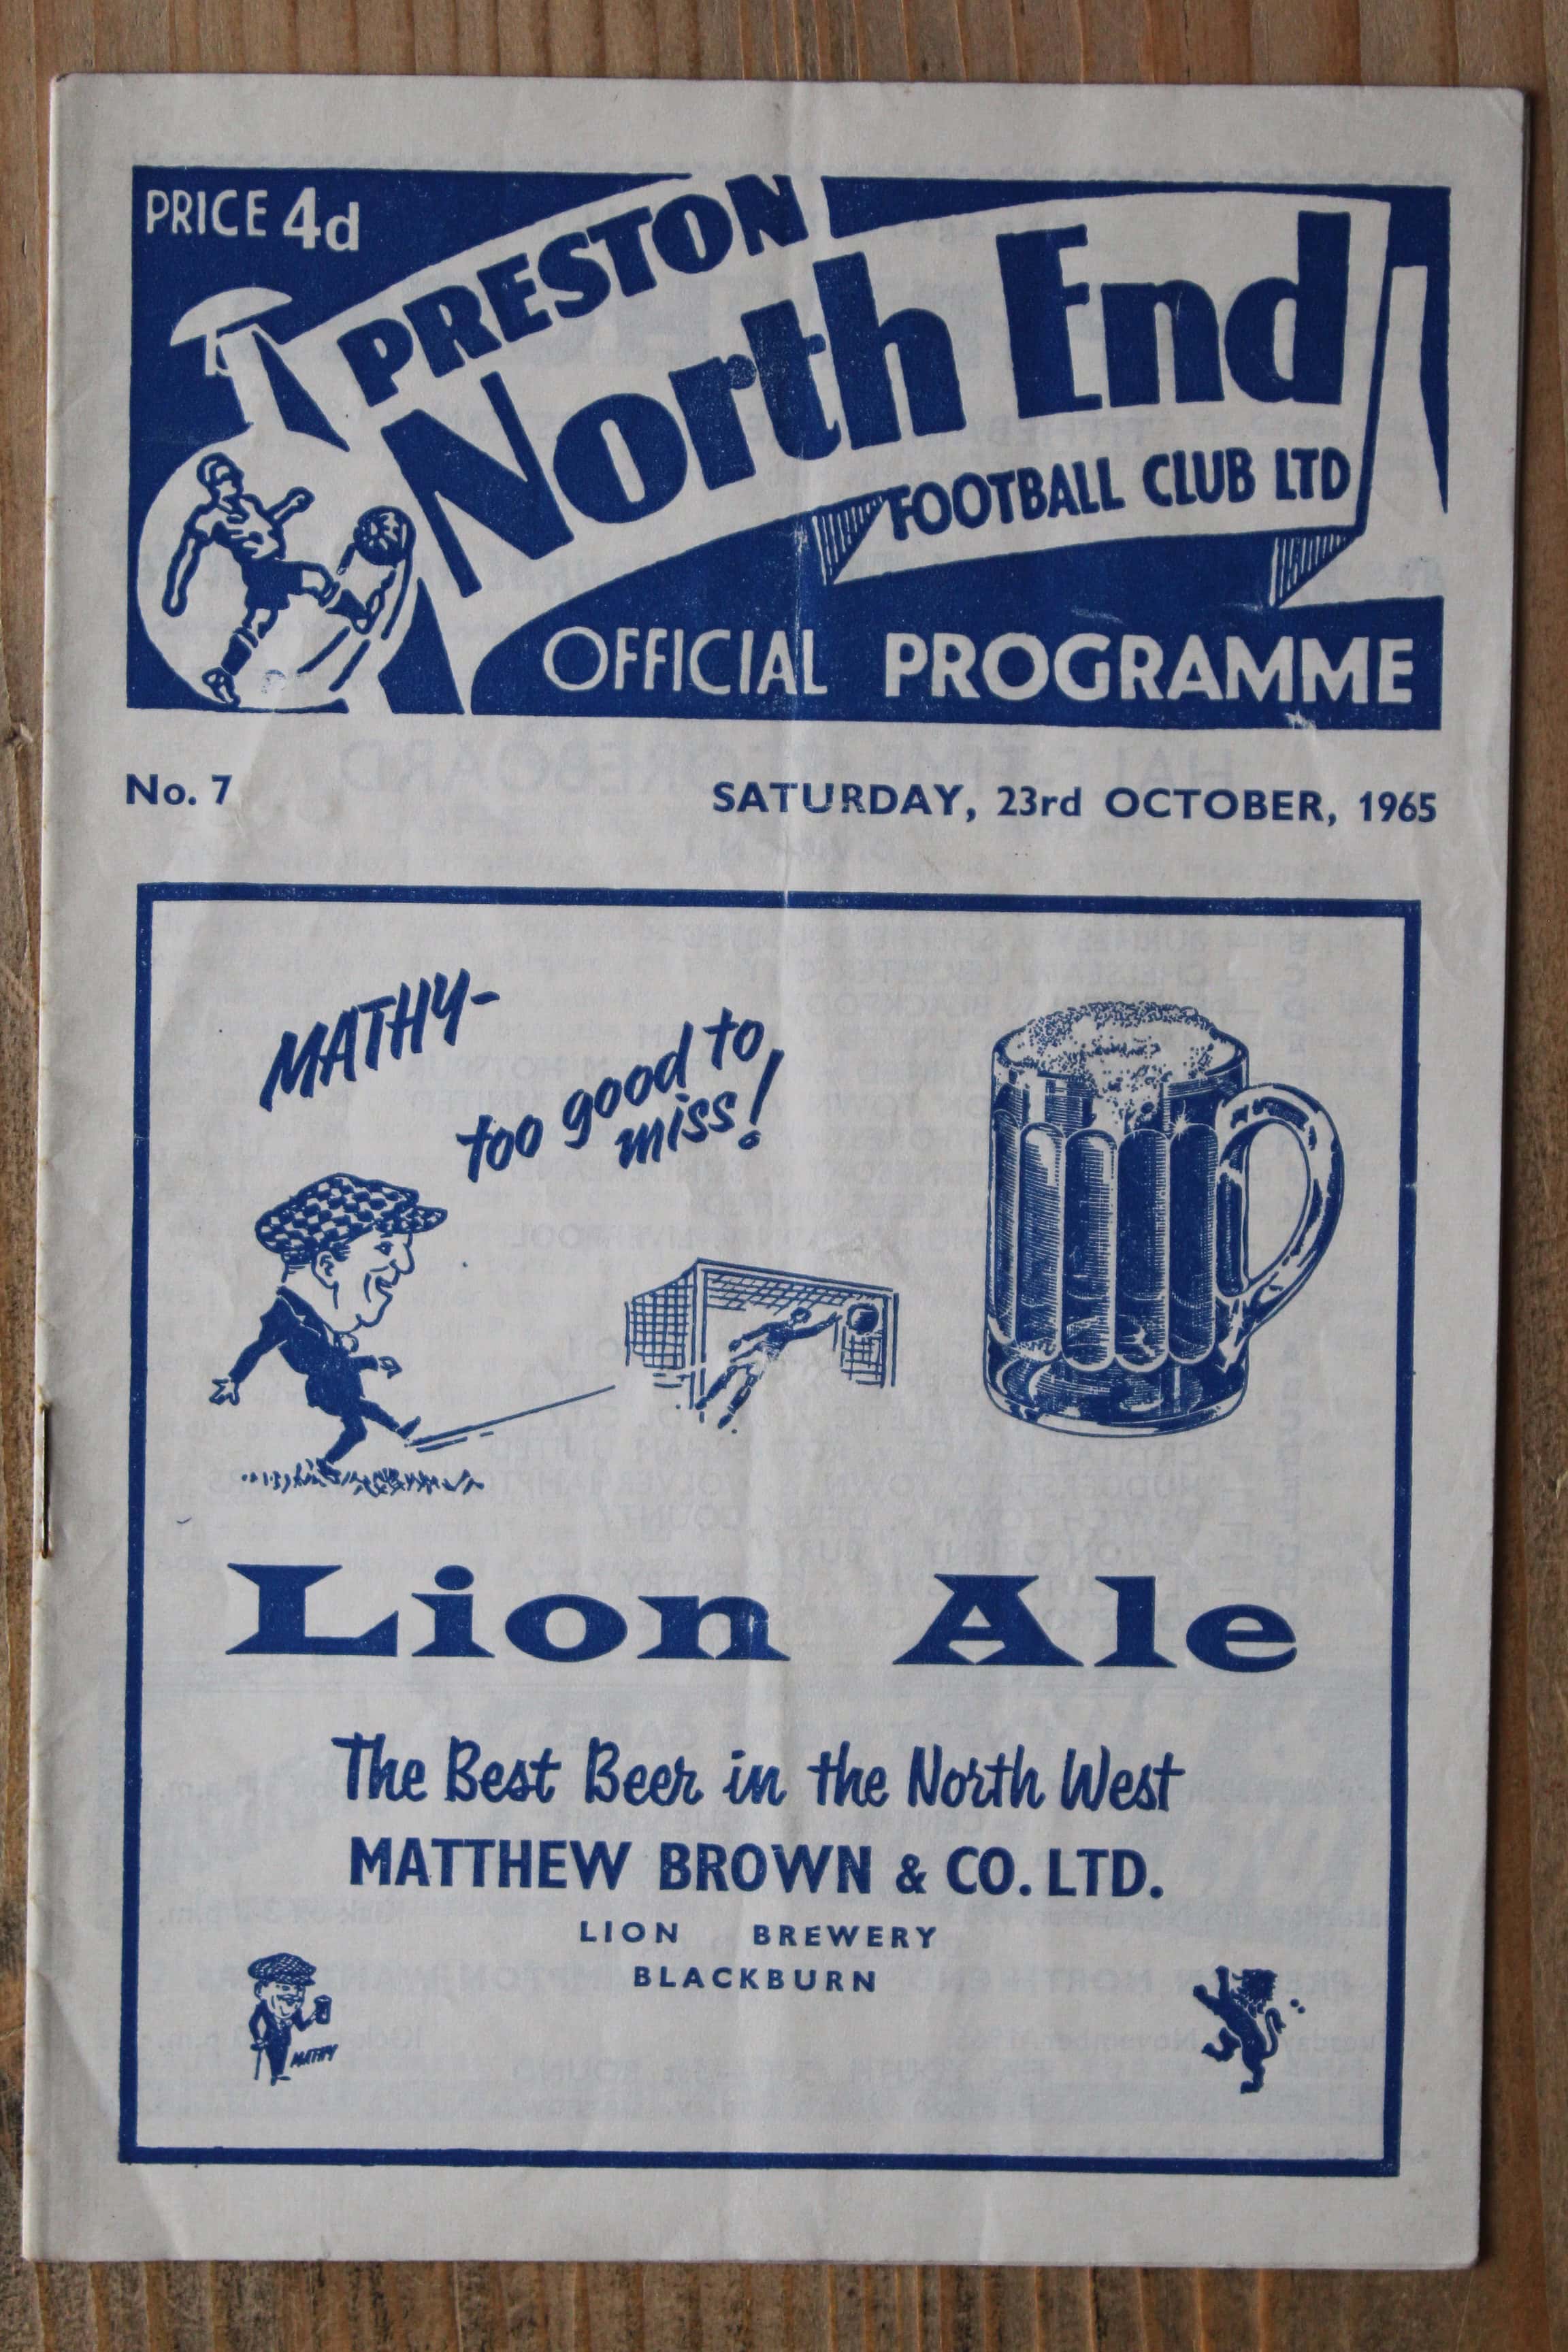 PRICE 4d
PRESTON
North End
FOOTBALL CLUB LTD
OFFICIAL PROGRAMME
No. 7
SATURDAY, 23rd OCTOBER, 1965
MATHY-
too good to
miss!
Lion Ale
The Best Beer in the North West
MATTHEW BROWN & CO. LTD.
LION BREWERY
BLACKBURN
MATHY